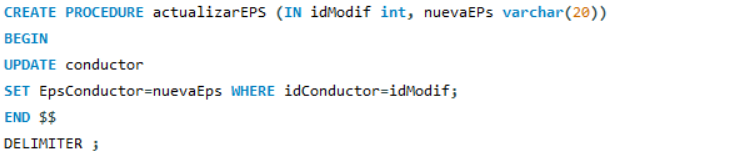 CREATE PROCEDURE actualizarEPS (IN idModif int, nuevaEPs varchar(20))
BEGIN
UPDATE conductor
SET EpsConductor=nuevaEps WHERE idConductor=idModif;
END $$
DELIMITER ;